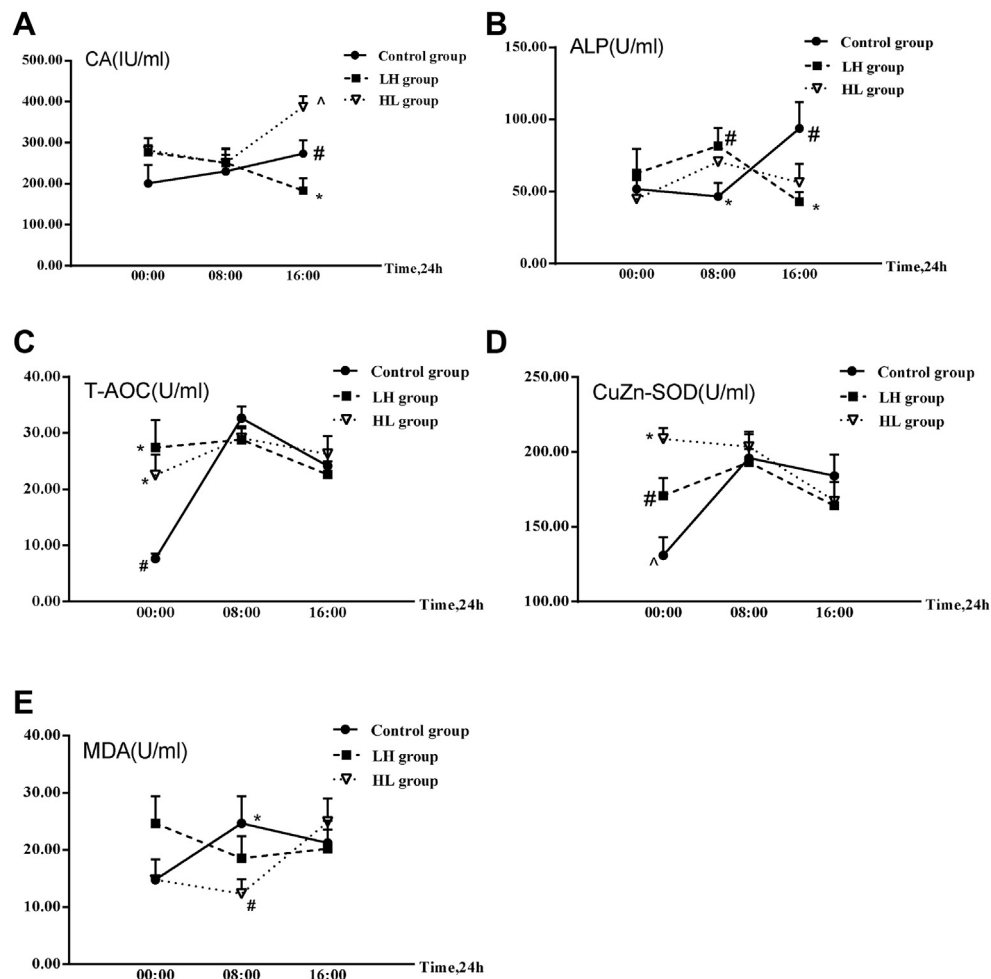 A
CA(IU/ml)
Control group
LH group
HL group
500.00
400.00
300.00
200.00
100.00
0.00
^
#
*
00:00 08:00 16:00
Time,24h
B
ALP(U/ml)
Control group
LH group
HL group
150.00
100.00
50.00
0.00
#
#
*
*
00:00 08:00 16:00
Time,24h
C
T-AOC(U/ml)
Control group
LH group
HL group
40.00
30.00
20.00
10.00
0.00
*
*
#
00:00 08:00 16:00
Time,24h
D
CuZn-SOD(U/ml)
Control group
LH group
HL group
250.00
200.00
150.00
100.00
*
#
^
00:00 08:00 16:00
Time,24h
E
MDA(U/ml)
Control group
LH group
HL group
40.00
30.00
20.00
10.00
0.00
*
#
00:00 08:00 16:00
Time,24h